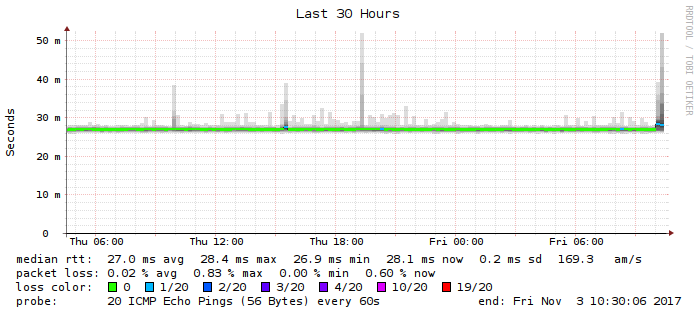 Last 30 Hours
RRDTOOL / TOBI OETIKER
Seconds
50 m
40 m
30 m
20 m
10 m
0
Thu 06:00 Thu 12:00 Thu 18:00 Fri 00:00 Fri 06:00
median rtt: 27.0 ms avg 28.4 ms max 26.9 ms min 28.1 ms now 0.2 ms sd 169.3 am/s
packet loss: 0.02 % avg 0.83 % max 0.00 % min 0.60 % now
loss color: 0 1/20 2/20 3/20 4/20 10/20 19/20
probe: 20 ICMP Echo Pings (56 Bytes) every 60s end: Fri Nov 3 10:30:06 2017